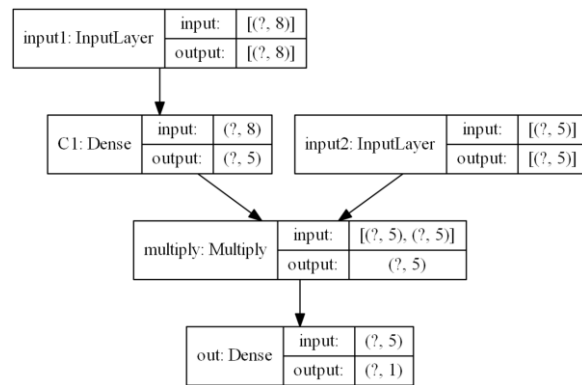 input1: InputLayer
input: [(?, 8)]
output: [(?, 8)]
C1: Dense
input: (?, 8)
output: (?, 5)
input2: InputLayer
input: [(?, 5)]
output: [(?, 5)]
multiply: Multiply
input: [(?, 5), (?, 5)]
output: (?, 5)
out: Dense
input: (?, 5)
output: (?, 1)